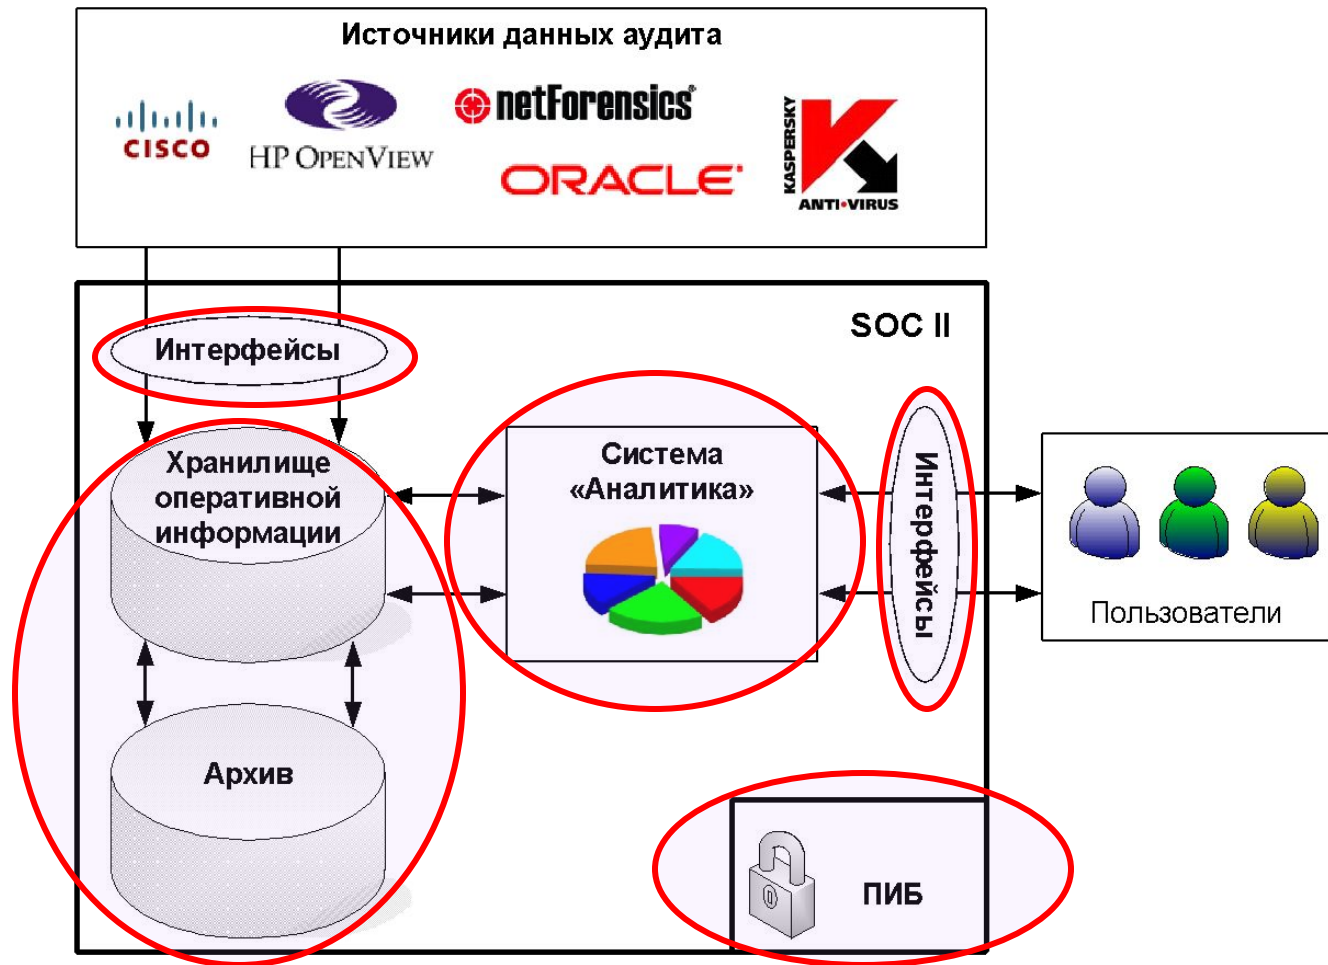 Источники данных аудита
CISCO
HP OPENVIEW
netForensics®
ORACLE®
KASPERSKY
ANTI•VIRUS
SOC II
Интерфейсы
Хранилище
оперативной
информации
Система
«Аналитика»
Интерфейсы
Пользователи
Архив
ПИБ